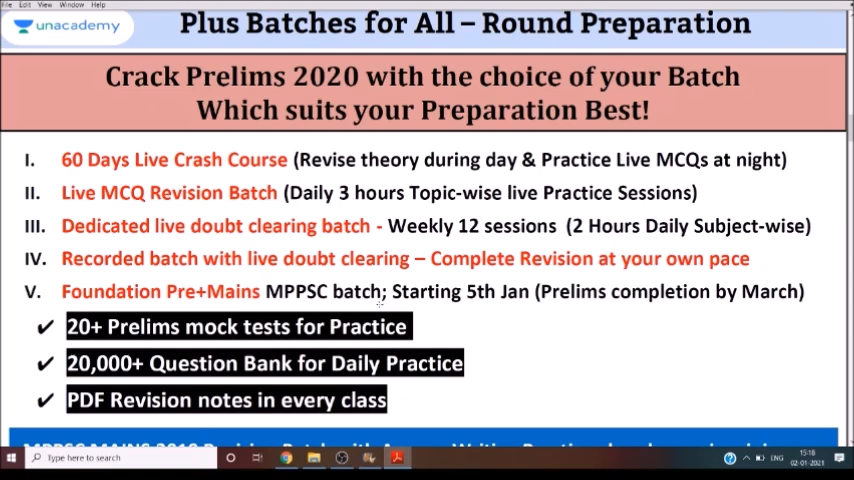 File Edit View Window Help
unacademy
Plus Batches for All – Round Preparation
Crack Prelims 2020 with the choice of your Batch
Which suits your Preparation Best!
I. 60 Days Live Crash Course (Revise theory during day & Practice Live MCQs at night)
II. Live MCQ Revision Batch (Daily 3 hours Topic-wise live Practice Sessions)
III. Dedicated live doubt clearing batch - Weekly 12 sessions (2 Hours Daily Subject-wise)
IV. Recorded batch with live doubt clearing – Complete Revision at your own pace
V. Foundation Pre+Mains MPPSC batch; Starting 5th Jan (Prelims completion by March)
✔ 20+ Prelims mock tests for Practice
✔ 20,000+ Question Bank for Daily Practice
✔ PDF Revision notes in every class
Type here to search
ENG
15:18
02-01-2021